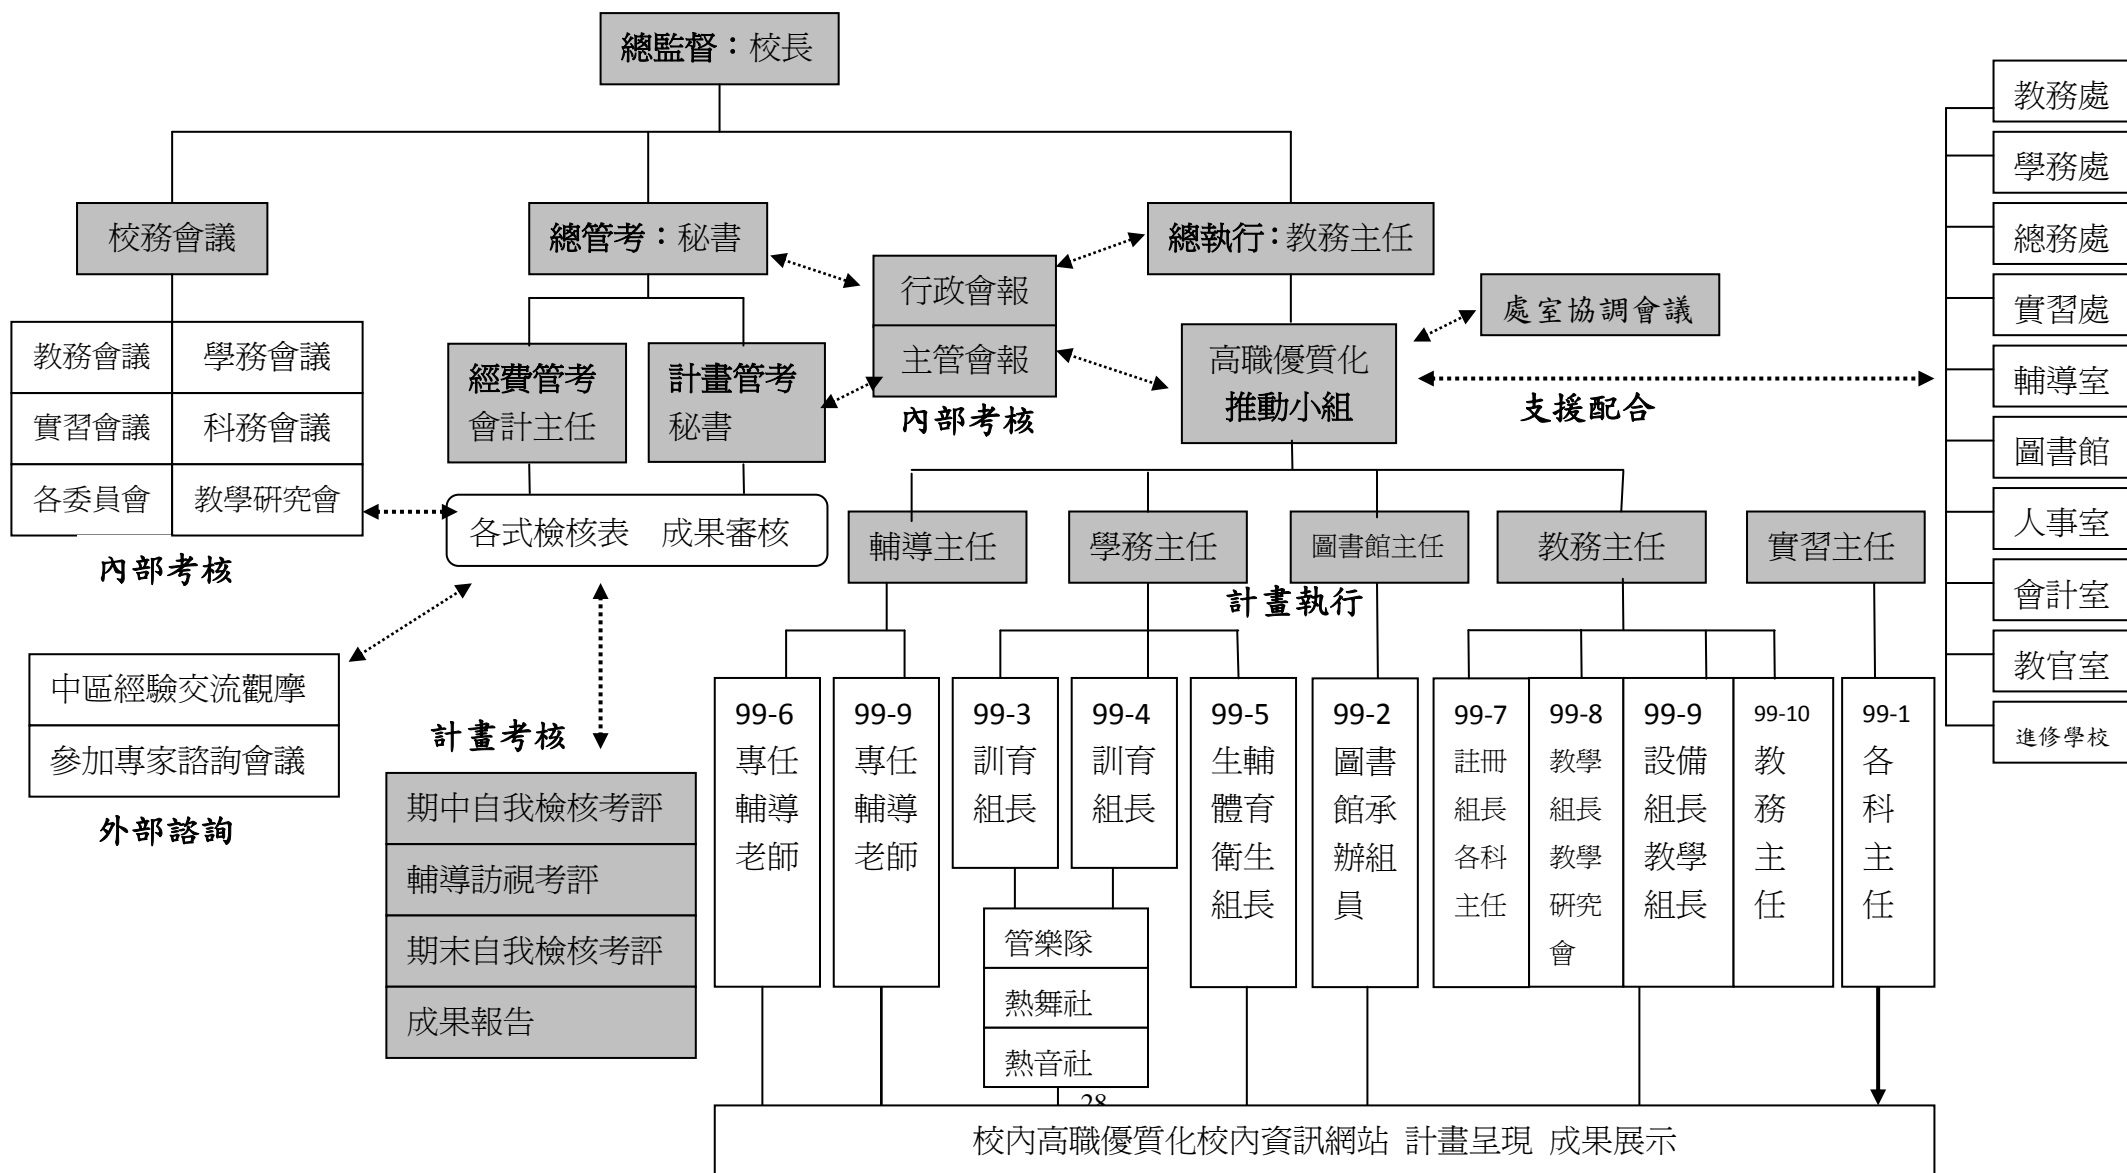 總監督：校長
校務會議
總管考：秘書
總執行：教務主任
行政會報
主管會報
內部考核
處室協調會議
教務會議
學務會議
實習會議
科務會議
各委員會
教學研究會
內部考核
經費管考
會計主任
計畫管考
秘書
高職優質化
推動小組
支援配合
教務處
學務處
總務處
實習處
輔導室
圖書館
人事室
會計室
教官室
進修學校
各式檢核表 成果審核
輔導主任
學務主任
圖書館主任
教務主任
實習主任
計畫執行
中區經驗交流觀摩
參加專家諮詢會議
外部諮詢
計畫考核
期中自我檢核考評
輔導訪視考評
期末自我檢核考評
成果報告
99-6
專任
輔導
老師
99-9
專任
輔導
老師
99-3
訓育
組長
99-4
訓育
組長
管樂隊
熱舞社
熱音社
99-5
生輔
體育
衛生
組長
99-2
圖書
館承
辦組
員
99-7
註冊
組長
各科
主任
99-8
教學
組長
教學
研究
會
99-9
設備
組長
教學
組長
99-10
教
務
主
任
99-1
各
科
主
任
28
校內高職優質化校內資訊網站 計畫呈現 成果展示